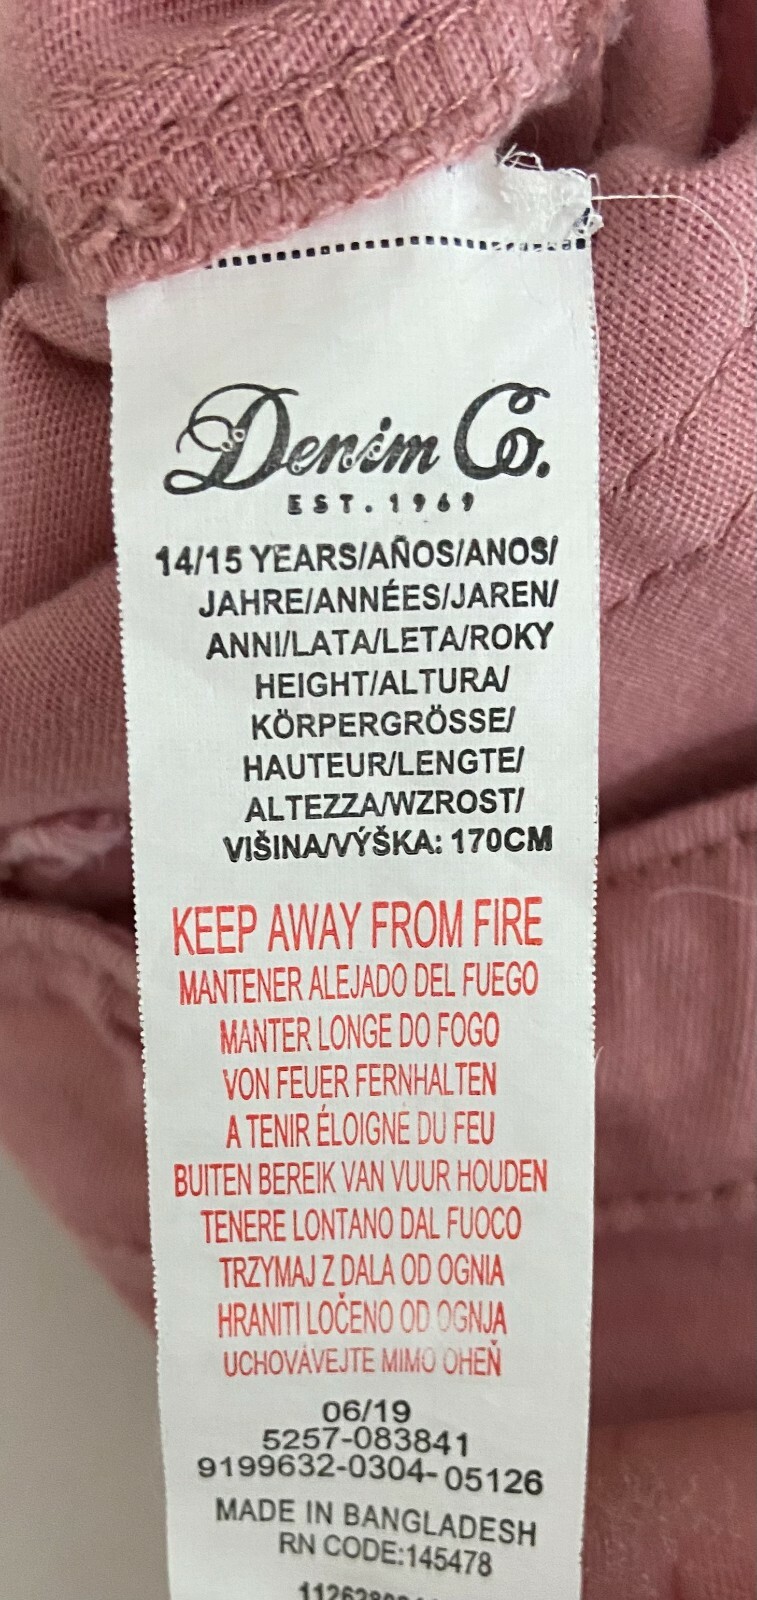 Denim Co.
EST. 1969
14/15 YEARS/AÑOS/ANOS/
JAHRE/ANNÉES/JAREN/
ANNI/LATA/LETA/ROKY
HEIGHT/ALTURA/
KÖRPERGRÖSSE/
HAUTEUR/LENGTE/
ALTEZZA/WZROST/
VIŠINA/VÝŠKA: 170CM
KEEP AWAY FROM FIRE
MANTENER ALEJADO DEL FUEGO
MANTER LONGE DO FOGO
VON FEUER FERNHALTEN
A TENIR ÉLOIGNÉ DU FEU
BUITEN BEREIK VAN VUUR HOUDEN
TENERE LONTANO DAL FUOCO
TRZYMAJ Z DALA OD OGNIA
HRANITI LOČENO OD OGNJA
UCHOVÁVEJTE MIMO OHEŇ
06/19
5257-083841
9199632-0304-05126
MADE IN BANGLADESH
RN CODE:145478